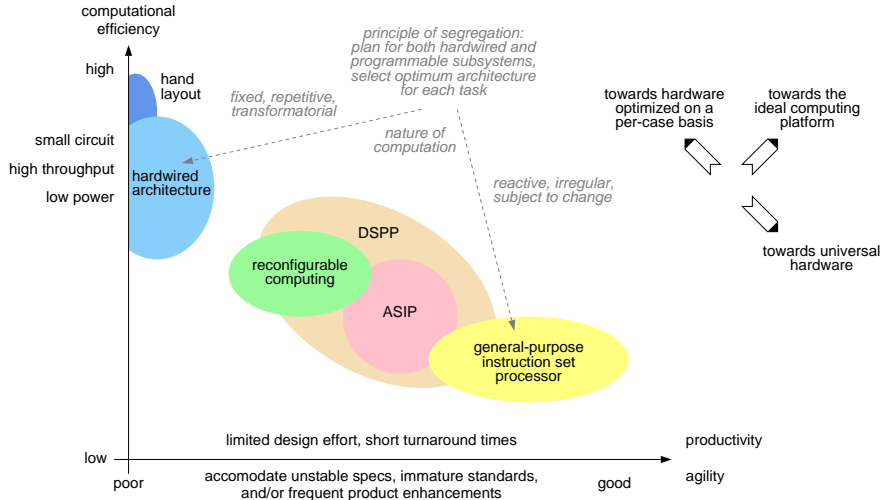 computational
efficiency
high
hand
layout
principle of segregation:
plan for both hardwired and
programmable subsystems,
select optimum architecture
for each task
fixed, repetitive,
transformatorial
nature of
computation
towards hardware
optimized on a
per-case basis
towards the
ideal computing
platform
small circuit
high throughput
low power
hardwired
architecture
reactive, irregular,
subject to change
towards universal
hardware
DSPP
reconfigurable
computing
ASIP
general-purpose
instruction set
processor
limited design effort, short turnaround times
productivity
low
poor
accomodate unstable specs, immature standards,
and/or frequent product enhancements
good
agility